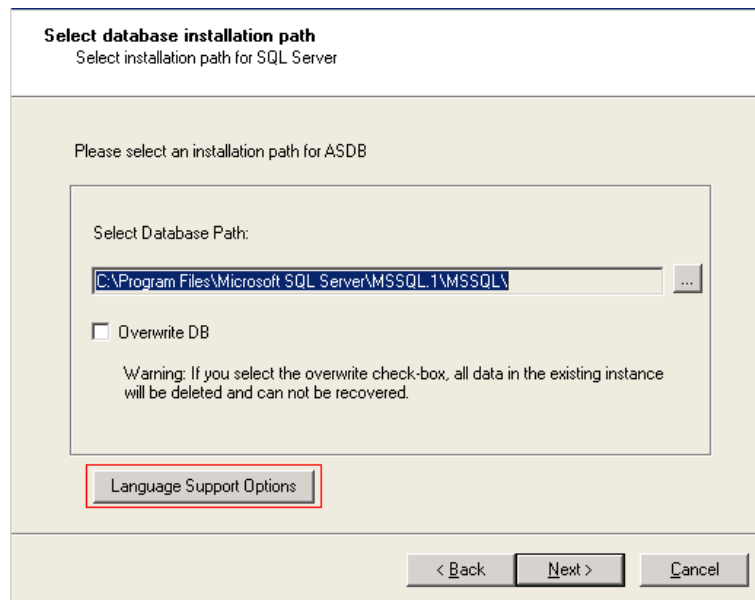 Select database installation path
Select installation path for SQL Server
Please select an installation path for ASDB
Select Database Path:
C:\Program Files\Microsoft SQL Server\MSSQL.1\MSSQL\
...
Overwrite DB
Warning: If you select the overwrite check-box, all data in the existing instance
will be deleted and can not be recovered.
Language Support Options
< Back
Next >
Cancel